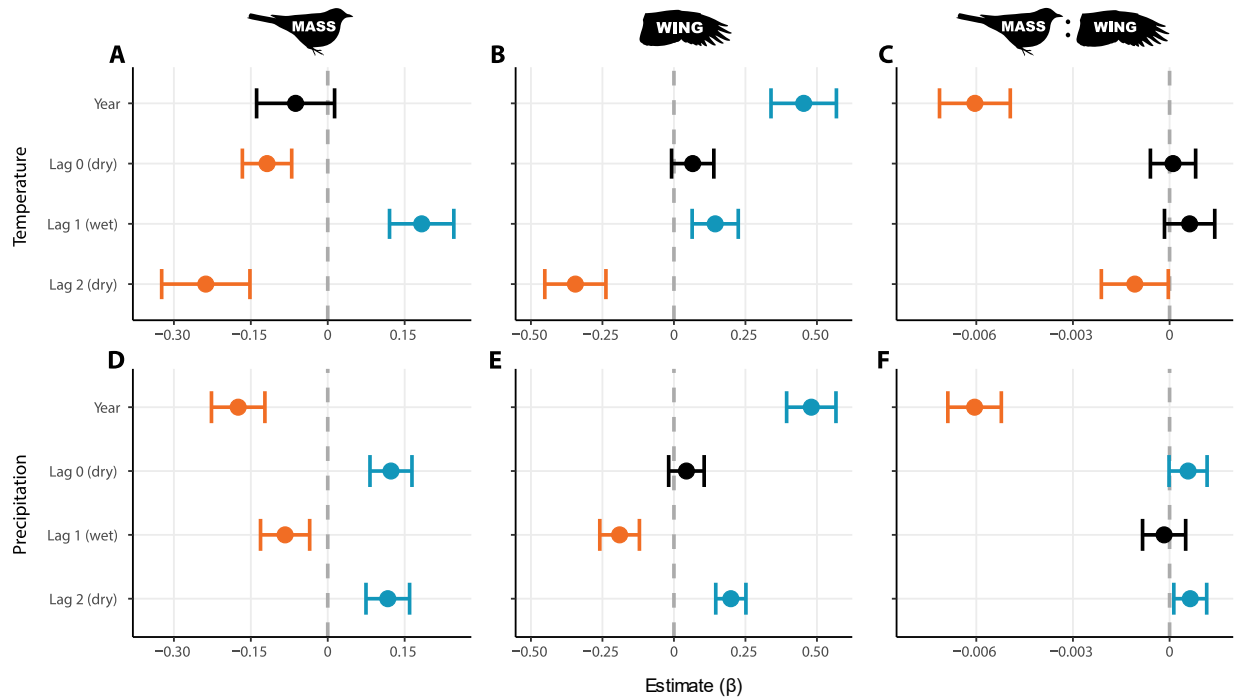 MASS
WING
MASS : WING
A
B
C
Temperature
Year
Lag 0 (dry)
Lag 1 (wet)
Lag 2 (dry)
−0.30 −0.15 0 0.15
−0.50 −0.25 0 0.25 0.50
−0.006 −0.003 0
D
E
F
Precipitation
Year
Lag 0 (dry)
Lag 1 (wet)
Lag 2 (dry)
−0.30 −0.15 0 0.15
−0.50 −0.25 0 0.25 0.50
−0.006 −0.003 0
Estimate (β)